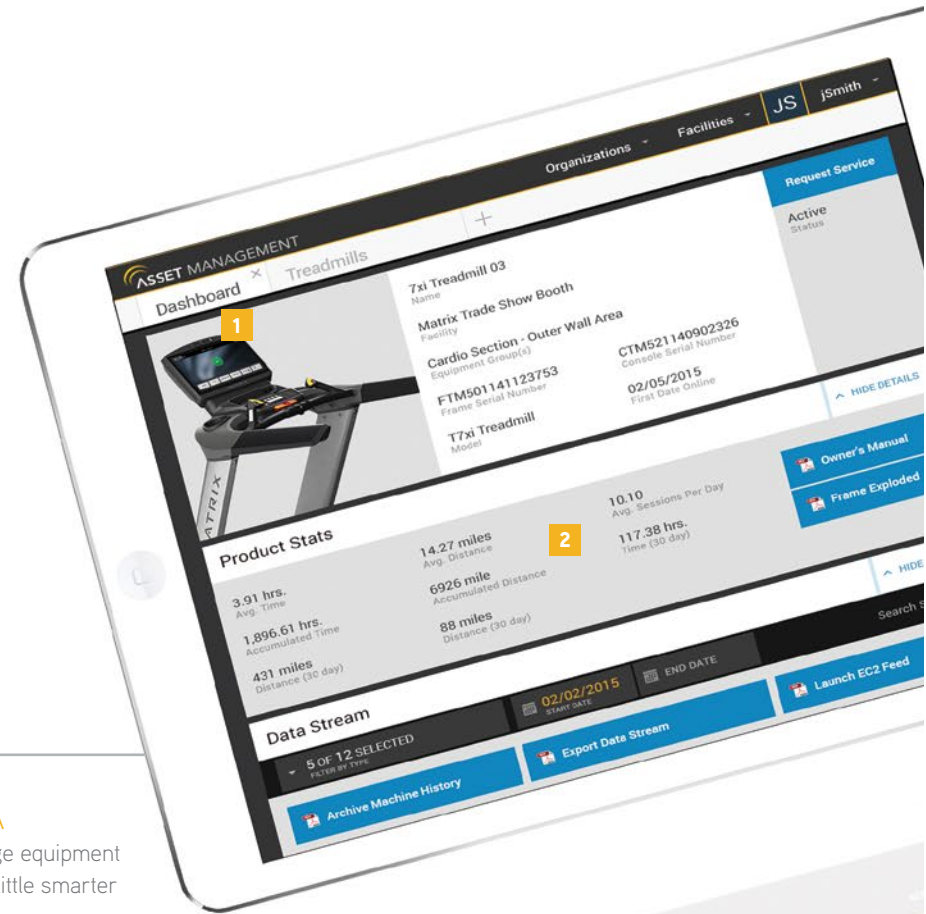 Organizations
Facilities
JS
jSmith
ASSET MANAGEMENT
Dashboard
Treadmills
1
7xi Treadmill 03
Name
Matrix Trade Show Booth
Facility
Cardio Section - Outer Wall Area
Equipment Group(s)
FTM501141123753
Frame Serial Number
CTM521140902326
Console Serial Number
T7xi Treadmill
Model
02/05/2015
First Date Online
Request Service
Active
Status
HIDE DETAILS
Product Stats
3.91 hrs.
Avg. Time
1,896.61 hrs.
Accumulated Time
431 miles
Distance (30 day)
14.27 miles
Avg. Distance
6926 mile
Accumulated Distance
88 miles
Distance (30 day)
2
10.10
Avg. Sessions Per Day
117.38 hrs.
Time (30 day)
Owner's Manual
Frame Exploded
HIDE
Data Stream
5 OF 12 SELECTED
FILTER BY TYPE
02/02/2015
START DATE
END DATE
Search S
Archive Machine History
Export Data Stream
Launch EC2 Feed
ge equipment
ittle smarter